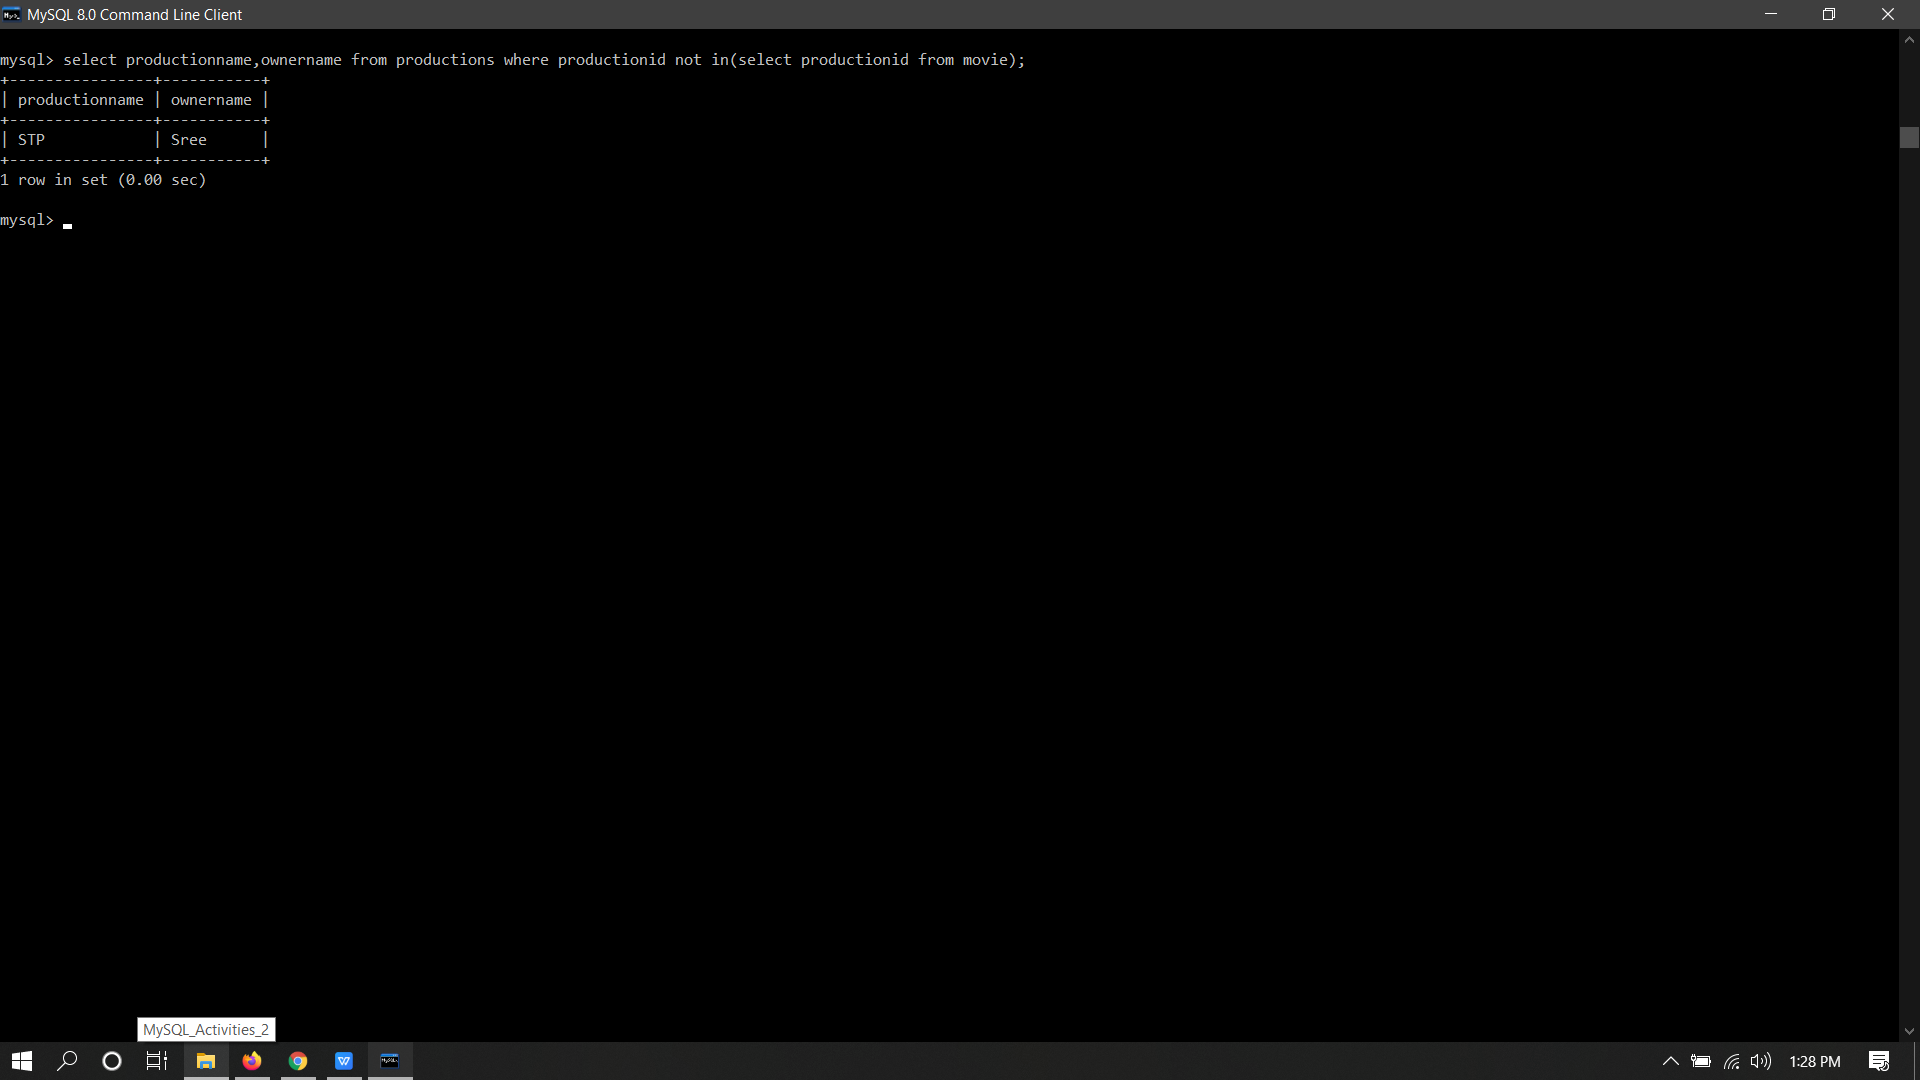 MySQL 8.0 Command Line Client
mysql> select productionname,ownername from productions where productionid not in(select productionid from movie);
+----------------+-----------+
| productionname | ownername |
+----------------+-----------+
| STP            | Sree      |
+----------------+-----------+
1 row in set (0.00 sec)
mysql>
MySQL_Activities_2
1:28 PM